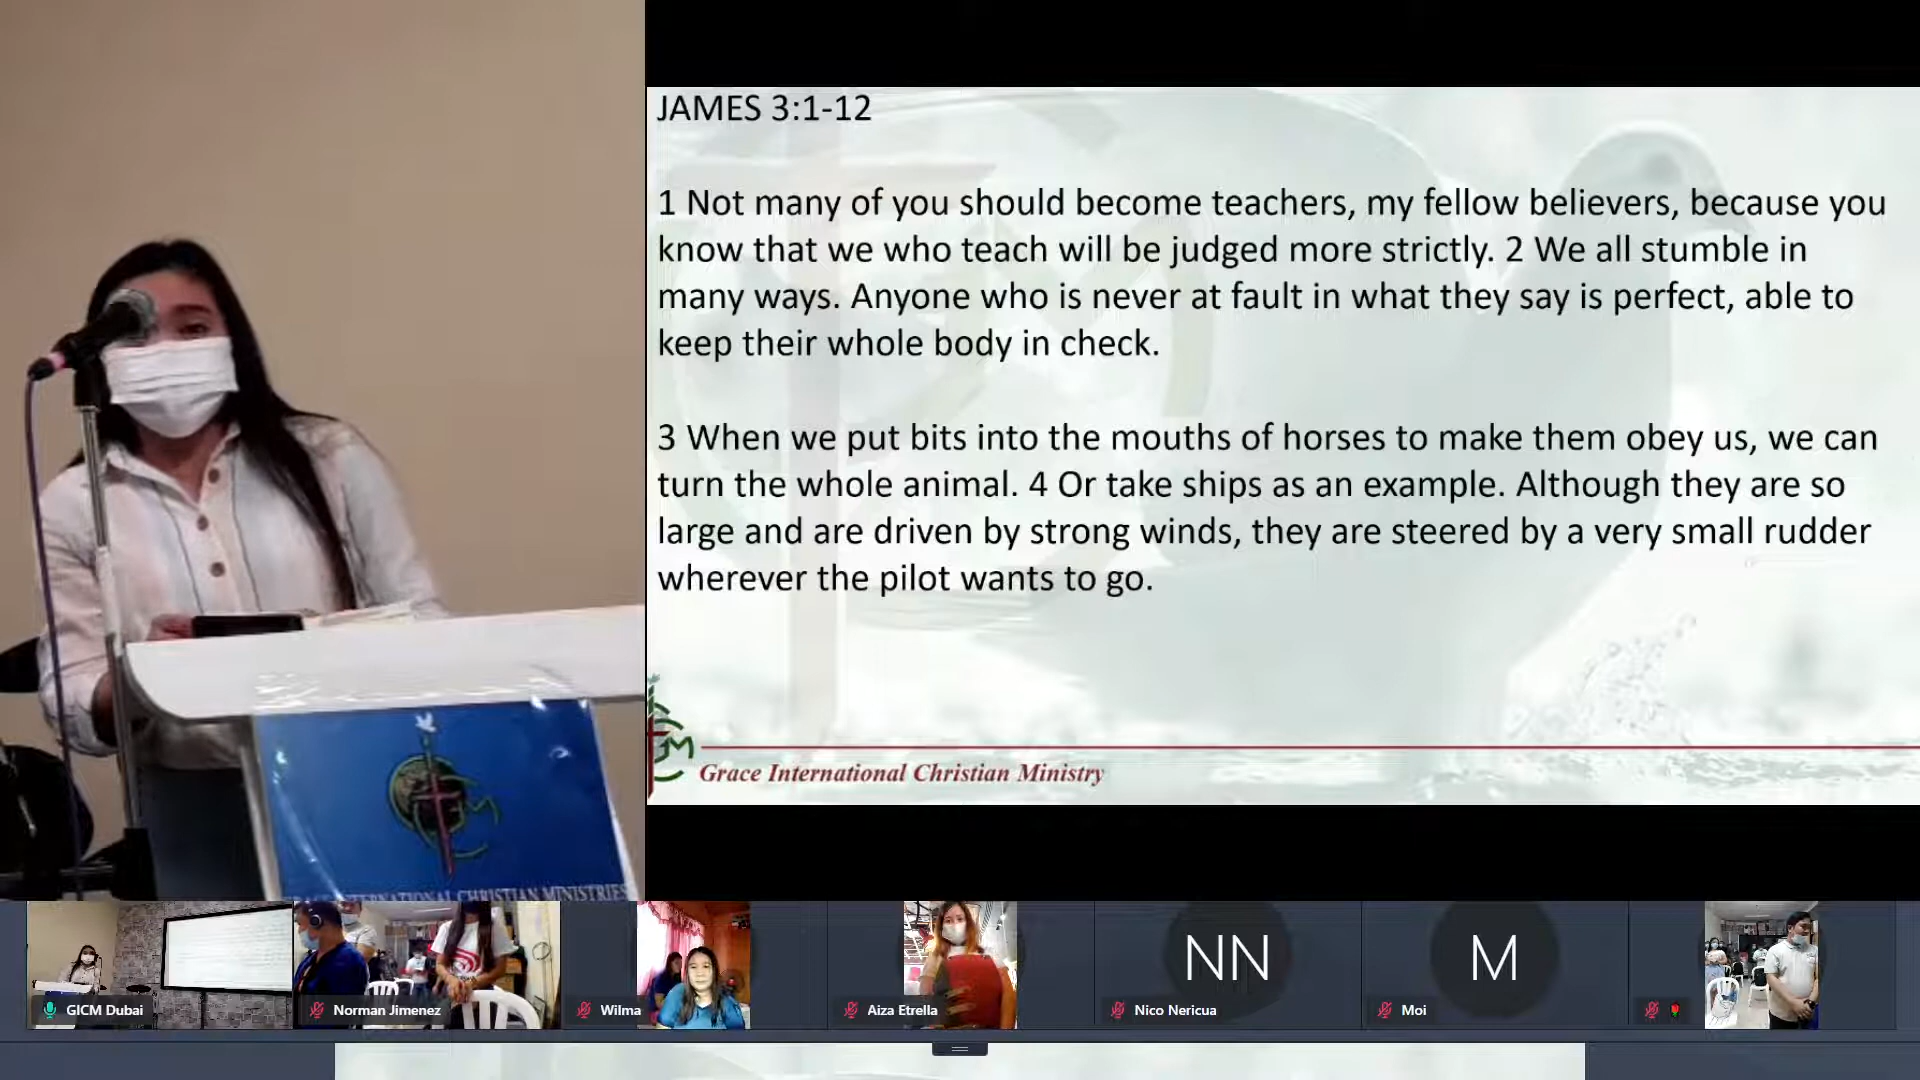 JAMES 3:1-12
1 Not many of you should become teachers, my fellow believers, because you
know that we who teach will be judged more strictly. 2 We all stumble in
many ways. Anyone who is never at fault in what they say is perfect, able to
keep their whole body in check.
3 When we put bits into the mouths of horses to make them obey us, we can
turn the whole animal. 4 Or take ships as an example. Although they are so
large and are driven by strong winds, they are steered by a very small rudder
wherever the pilot wants to go.
Grace International Christian Ministry
INTERNATIONAL CHRISTIAN MINISTRIES
GICM Dubai
Norman Jimenez
Wilma
Aiza Etrella
NN
Nico Nericua
M
Moi